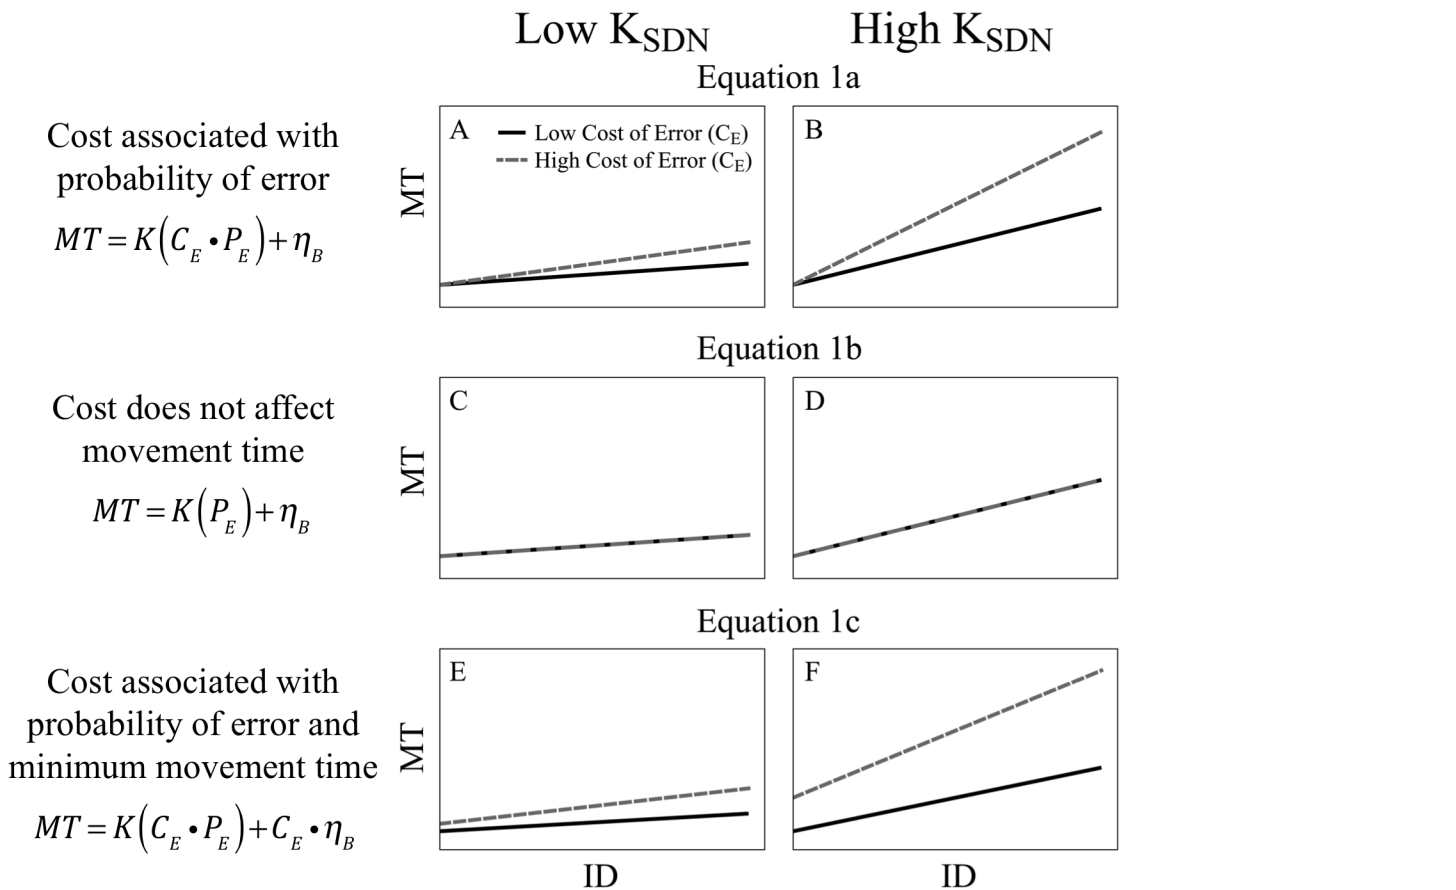 Low K_SDN
High K_SDN
Equation 1a
Cost associated with
probability of error
MT = K(C_E • P_E) + η_B
MT
A
Low Cost of Error (C_E)
High Cost of Error (C_E)
B
Equation 1b
Cost does not affect
movement time
MT = K(P_E) + η_B
MT
C
D
Equation 1c
Cost associated with
probability of error and
minimum movement time
MT = K(C_E • P_E) + C_E • η_B
MT
E
F
ID
ID